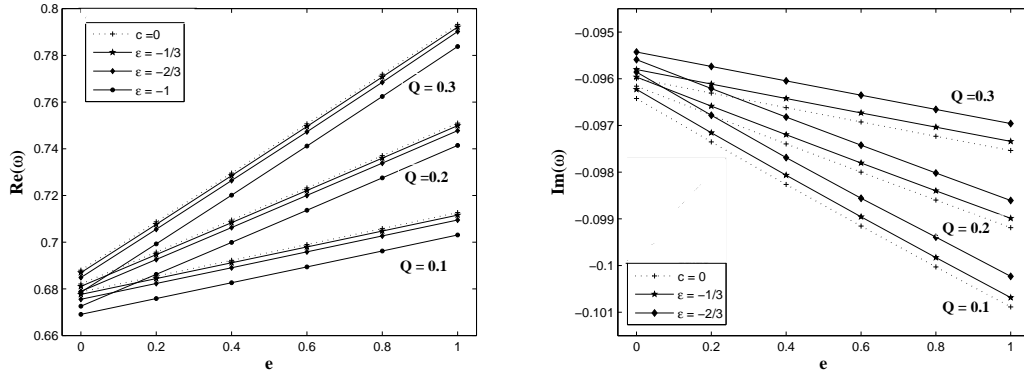 0.8
0.78
0.76
0.74
0.72
0.7
0.68
0.66
Re(ω)
0
0.2
0.4
0.6
0.8
1
e
c =0
ε = −1/3
ε = −2/3
ε = −1
Q = 0.3
Q =0.2
Q = 0.1
−0.095
−0.096
−0.097
−0.098
−0.099
−0.1
−0.101
Im(ω)
0
0.2
0.4
0.6
0.8
1
e
Q =0.3
Q = 0.2
Q = 0.1
c = 0
ε = −1/3
ε = −2/3